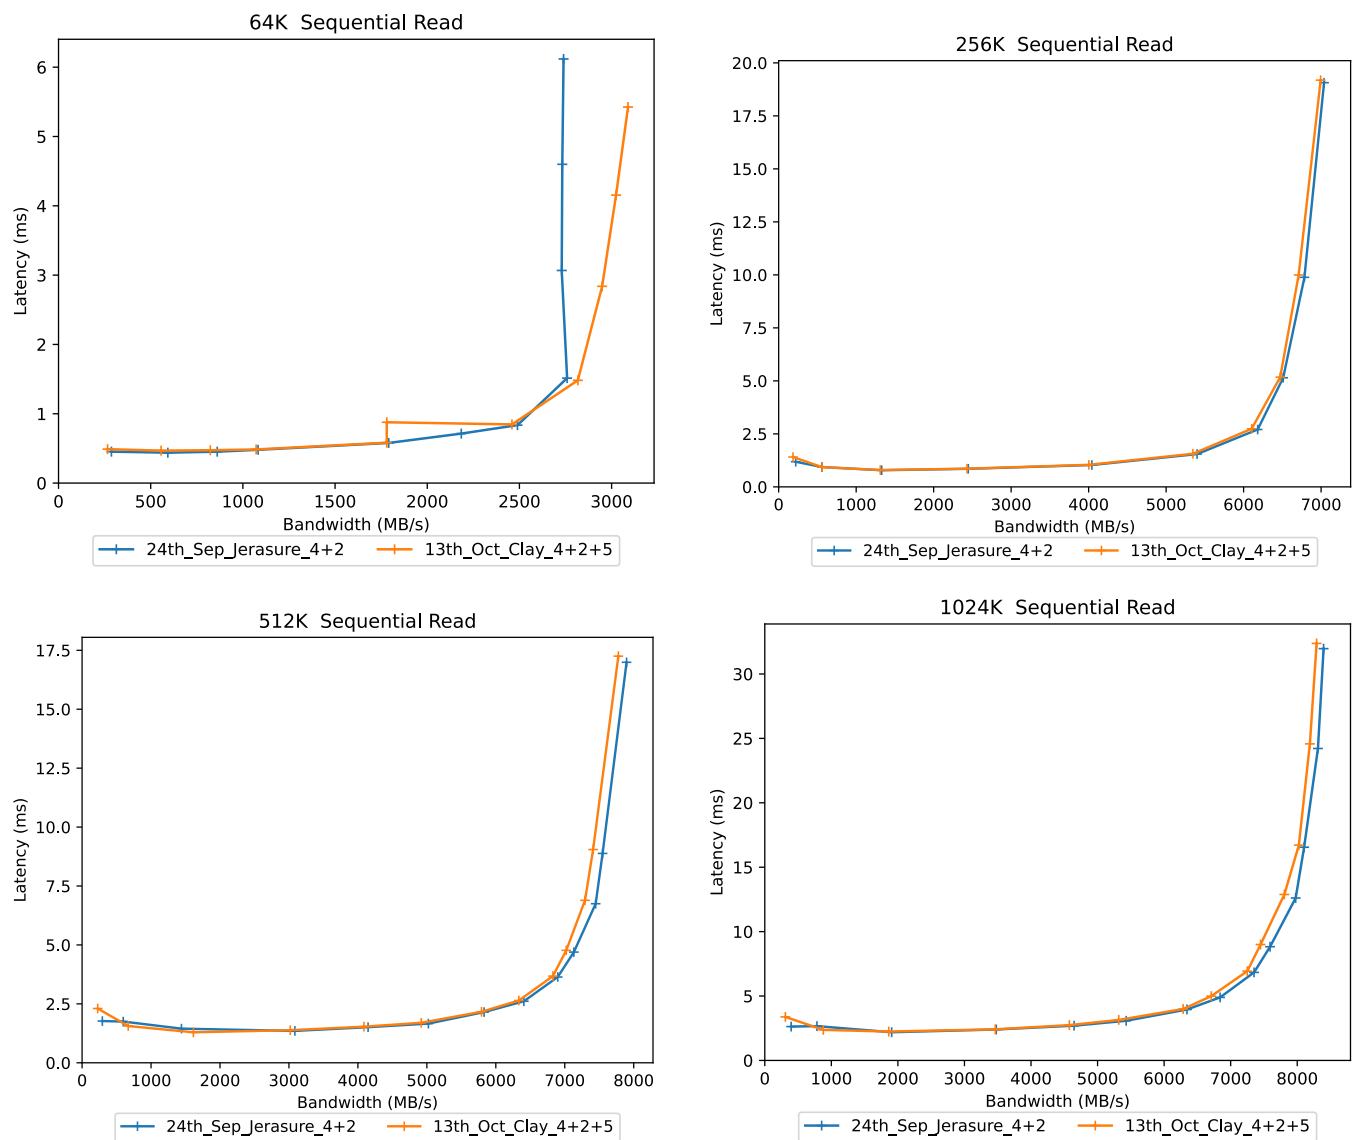 64K  Sequential Read
6
5
4
3
2
1
0
Latency (ms)
0 500 1000 1500 2000 2500 3000
Bandwidth (MB/s)
24th_Sep_Jerasure_4+2 13th_Oct_Clay_4+2+5
256K  Sequential Read
20.0
17.5
15.0
12.5
10.0
7.5
5.0
2.5
0.0
Latency (ms)
0 1000 2000 3000 4000 5000 6000 7000
Bandwidth (MB/s)
24th_Sep_Jerasure_4+2 13th_Oct_Clay_4+2+5
512K  Sequential Read
17.5
15.0
12.5
10.0
7.5
5.0
2.5
0.0
Latency (ms)
0 1000 2000 3000 4000 5000 6000 7000 8000
Bandwidth (MB/s)
24th_Sep_Jerasure_4+2 13th_Oct_Clay_4+2+5
1024K  Sequential Read
30
25
20
15
10
5
0
Latency (ms)
0 1000 2000 3000 4000 5000 6000 7000 8000
Bandwidth (MB/s)
24th_Sep_Jerasure_4+2 13th_Oct_Clay_4+2+5